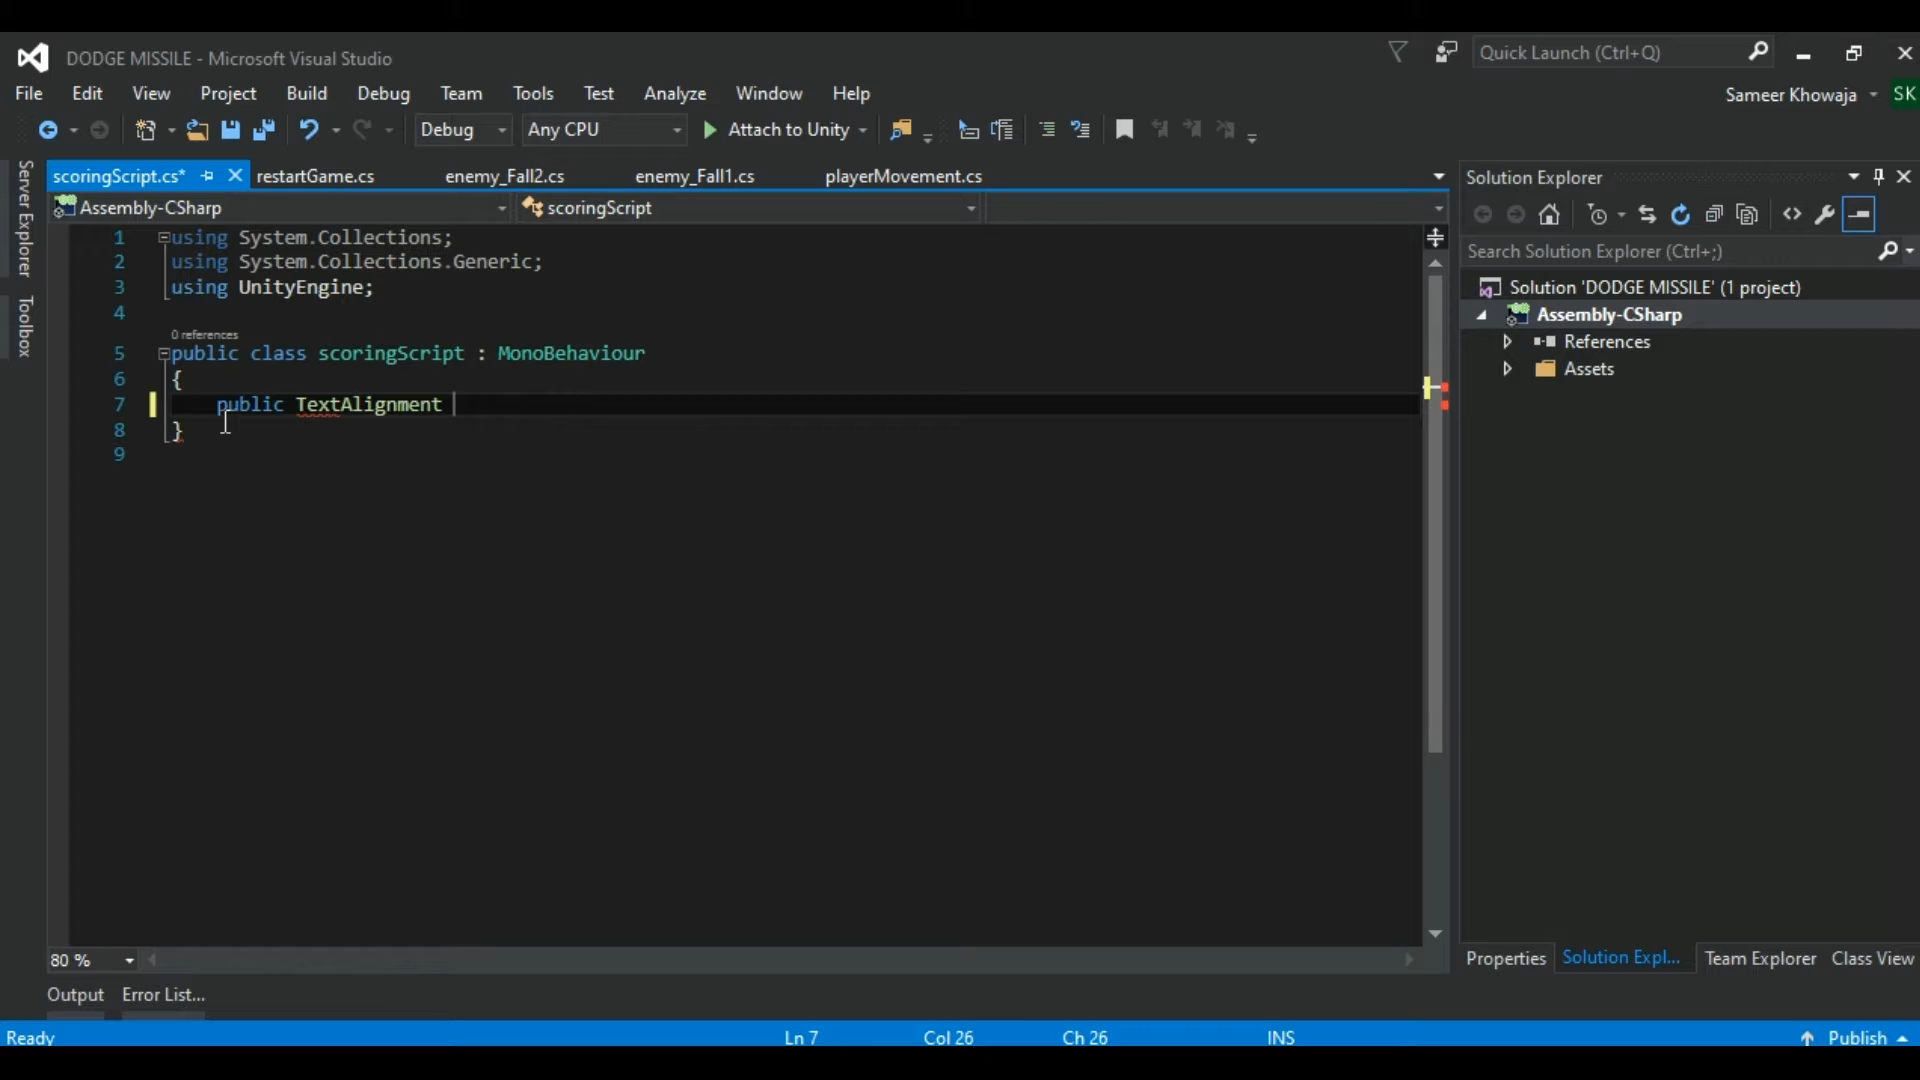 DODGE MISSILE - Microsoft Visual Studio
Quick Launch (Ctrl+Q)
File Edit View Project Build Debug Team Tools Test Analyze Window Help
Sameer Khowaja SK
Debug Any CPU Attach to Unity
Server Explorer
Toolbox
scoringScript.cs* restartGame.cs enemy_Fall2.cs enemy_Fall1.cs playerMovement.cs
Assembly-CSharp scoringScript
1 using System.Collections;
2 using System.Collections.Generic;
3 using UnityEngine;
4
0 references
5 public class scoringScript : MonoBehaviour
6 {
7 public TextAlignment
8 }
9
Solution Explorer
Search Solution Explorer (Ctrl+;)
Solution 'DODGE MISSILE' (1 project)
Assembly-CSharp
References
Assets
80 %
Properties Solution Expl... Team Explorer Class View
Output Error List...
Ready Ln 7 Col 26 Ch 26 INS Publish